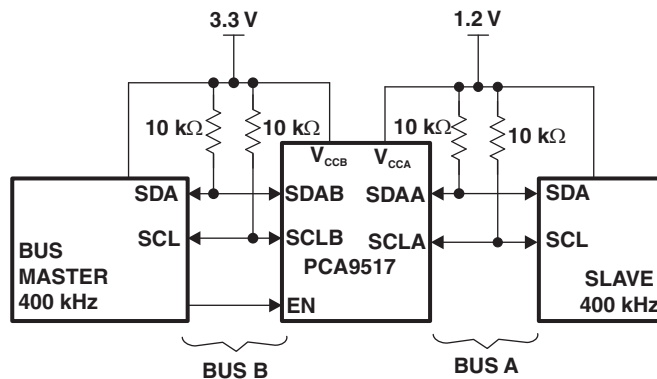 3.3 V
1.2 V
10 kΩ
10 kΩ
10 kΩ
10 kΩ
VCCB
VCCA
SDA
SDAB
SDAA
SDA
SCL
SCLB
SCLA
SCL
BUS
MASTER
400 kHz
PCA9517
SLAVE
400 kHz
EN
BUS B
BUS A